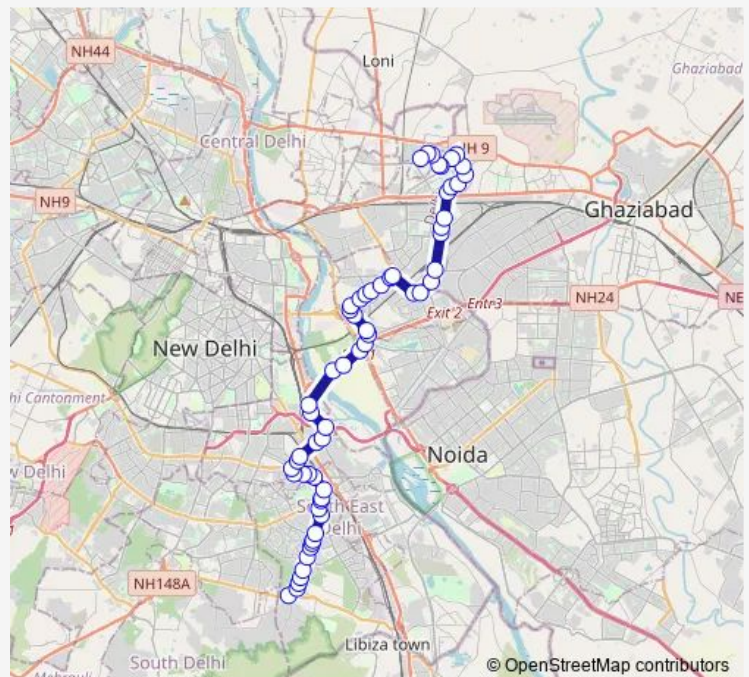 NH44
Loni
Ghaziabad
Central Delhi
NH 9
NH9
Ghaziabad
NH24
NE
Entr3
Exit 2
New Delhi
hi Cantonment
Noida
w Delhi
South East
Delhi
NH148A
Libiza town
South Delhi
© OpenStreetMap contributors